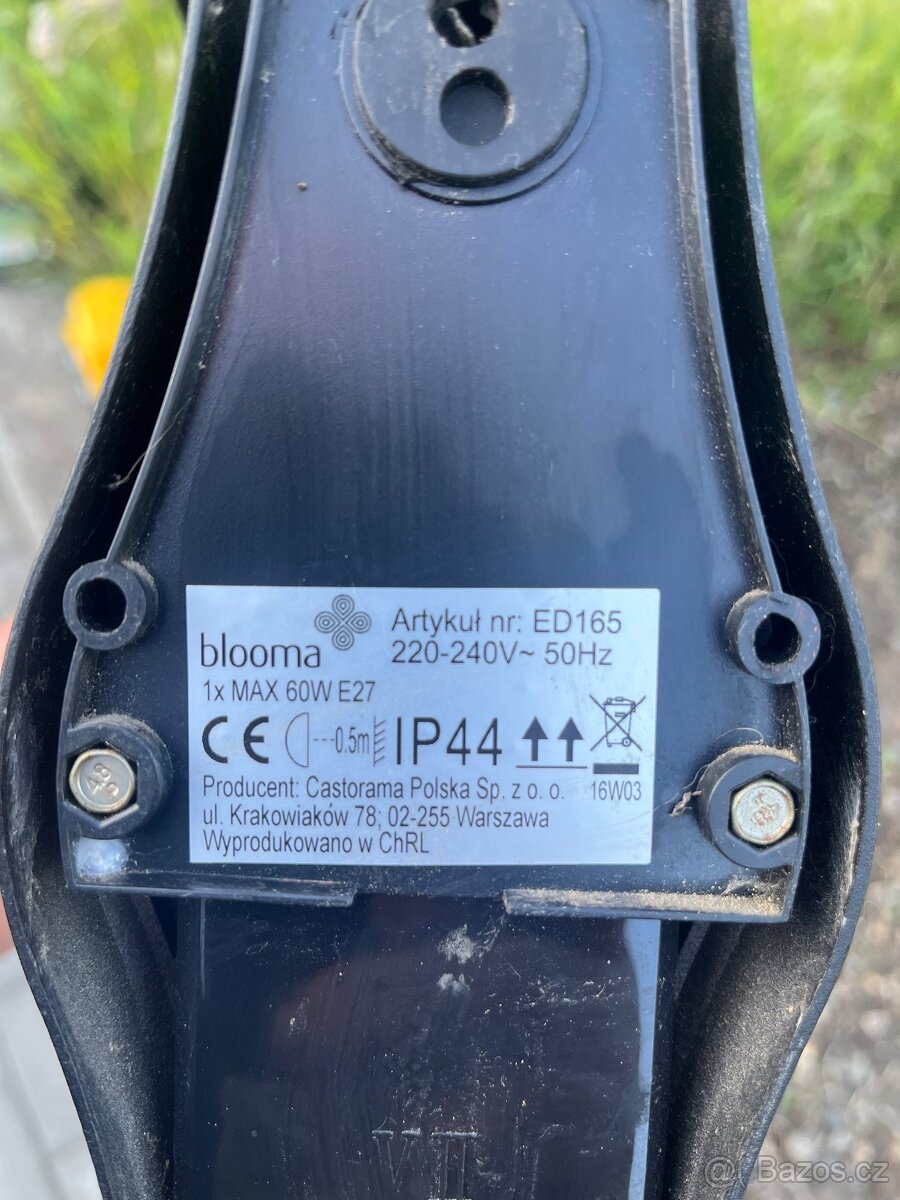 blooma
Artykuł nr: ED165
220-240V~ 50Hz
1x MAX 60W E27
CE
---0.5m
IP44
Producent: Castorama Polska Sp. z o. o.
16W03
ul. Krakowiaków 78; 02-255 Warszawa
Wyprodukowano w ChRL
@ Bazos.cz